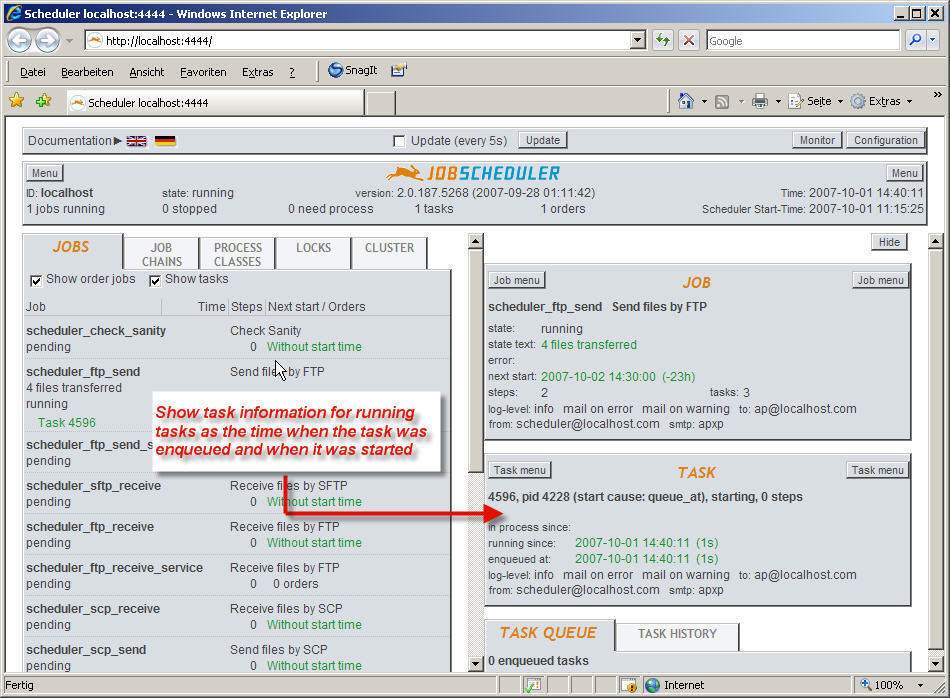 Scheduler localhost:4444 - Windows Internet Explorer
http://localhost:4444/
Google
Datei Bearbeiten Ansicht Favoriten Extras ? SnagIt
Scheduler localhost:4444
Seite Extras »
Documentation Update (every 5s) Update Monitor Configuration
Menu JOBSCHEDULER Menu
ID: localhost state: running version: 2.0.187.5268 (2007-09-28 01:11:42) Time: 2007-10-01 14:40:11
1 jobs running 0 stopped 0 need process 1 tasks 1 orders Scheduler Start-Time: 2007-10-01 11:15:25
JOBS JOB CHAINS PROCESS CLASSES LOCKS CLUSTER
Show order jobs Show tasks
Job Time Steps Next start / Orders
scheduler_check_sanity Check Sanity
pending 0 Without start time
scheduler_ftp_send Send files by FTP
4 files transferred
running
Task 4596
Show task information for running
tasks as the time when the task was
enqueued and when it was started
scheduler_ftp_send_s
pending
scheduler_sftp_receive Receive files by SFTP
pending 0 Without start time
scheduler_ftp_receive Receive files by FTP
pending 0 Without start time
scheduler_ftp_receive_service Receive files by FTP
pending 0 0 orders
scheduler_scp_receive Receive files by SCP
pending 0 Without start time
scheduler_scp_send Send files by SCP
pending 0 Without start time
Hide
Job menu JOB Job menu
scheduler_ftp_send Send files by FTP
state: running
state text: 4 files transferred
error:
next start: 2007-10-02 14:30:00 (-23h)
steps: 2 tasks: 3
log-level: info mail on error mail on warning to: ap@localhost.com
from: scheduler@localhost.com smtp: apxp
Task menu TASK Task menu
4596, pid 4228 (start cause: queue_at), starting, 0 steps
in process since:
running since: 2007-10-01 14:40:11 (1s)
enqueued at: 2007-10-01 14:40:11 (1s)
log-level: info mail on error mail on warning to: ap@localhost.com
from: scheduler@localhost.com smtp: apxp
TASK QUEUE TASK HISTORY
0 enqueued tasks
Fertig Internet 100%